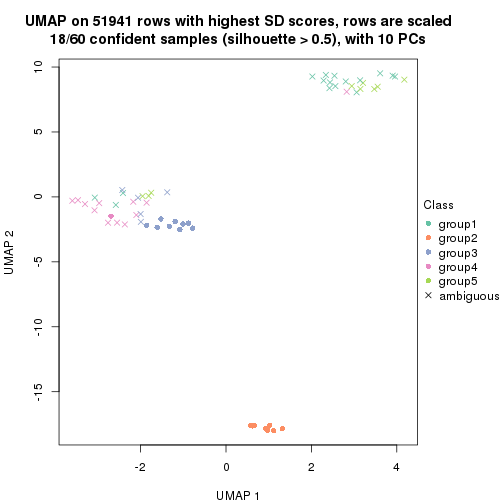 UMAP on 51941 rows with highest SD scores, rows are scaled
18/60 confident samples (silhouette > 0.5), with 10 PCs
10
5
0
-5
-10
-15
UMAP 2
-2
0
2
4
UMAP 1
Class
group1
group2
group3
group4
group5
ambiguous